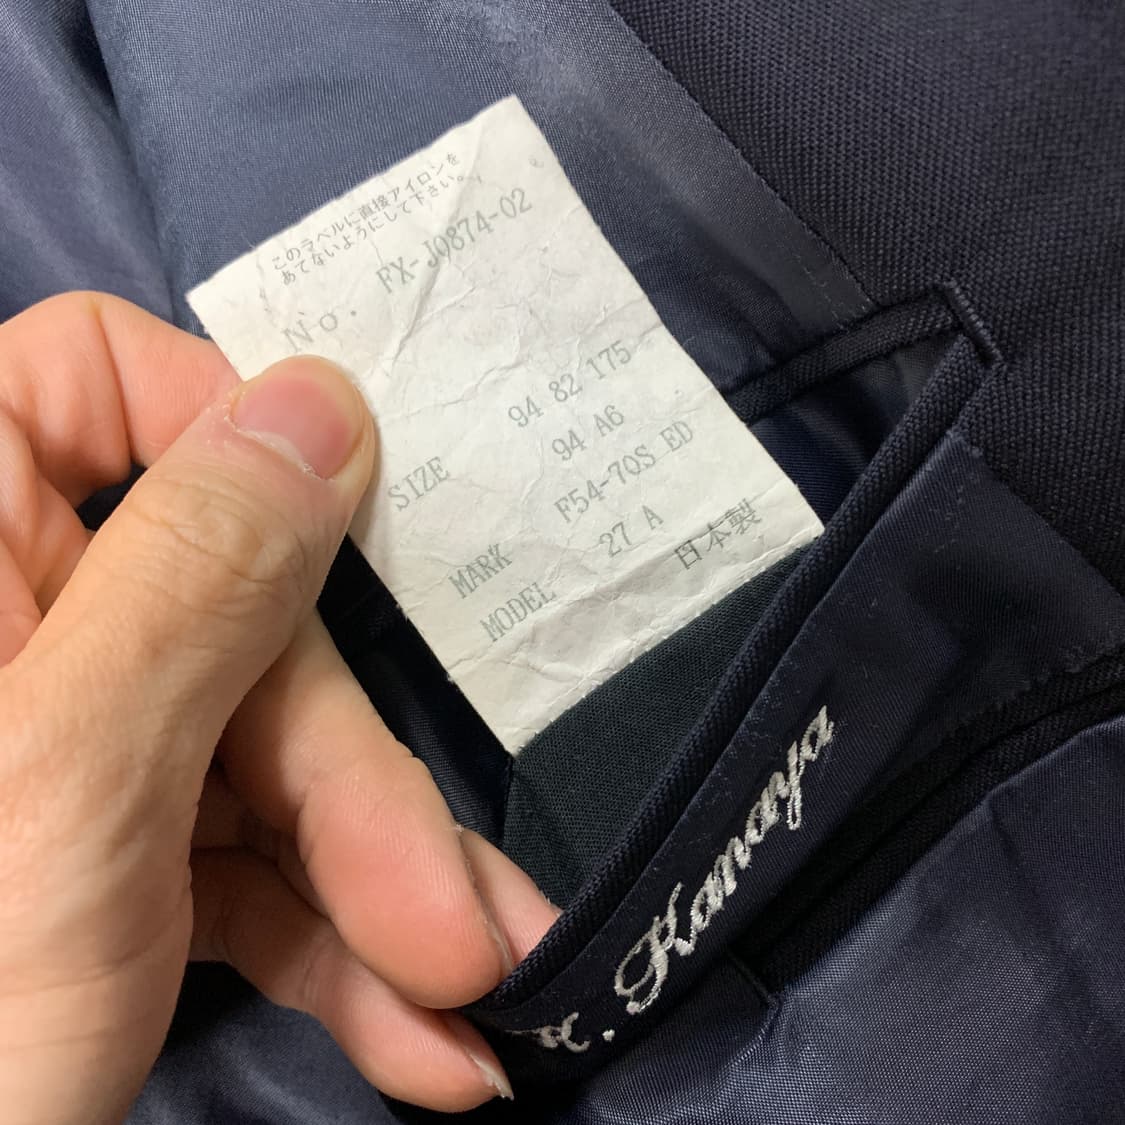 このラベルに直接アイロンを
あてないようにして下さい。
No. FX-J0874-02
94 82 175
SIZE 94 A6
F54-70S ED
MARK 27 A
MODEL 日本製
. Kanaya